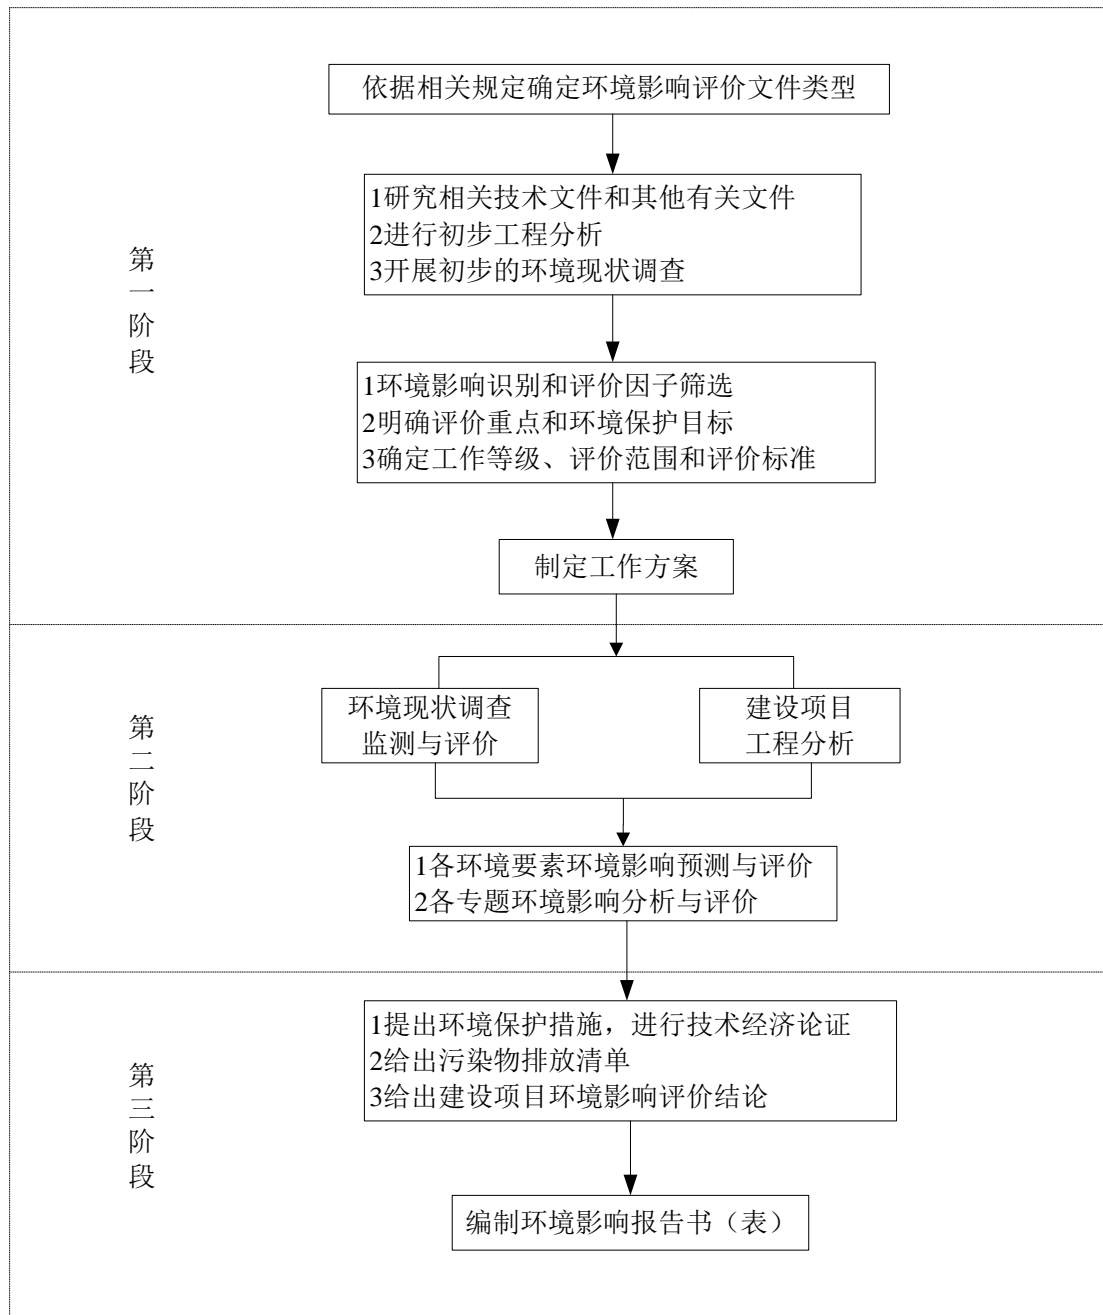 依据相关规定确定环境影响评价文件类型
1研究相关技术文件和其他有关文件
2进行初步工程分析
3开展初步的环境现状调查
第一阶段
1环境影响识别和评价因子筛选
2明确评价重点和环境保护目标
3确定工作等级、评价范围和评价标准
制定工作方案
第二阶段
环境现状调查
监测与评价
建设项目
工程分析
1各环境要素环境影响预测与评价
2各专题环境影响分析与评价
第三阶段
1提出环境保护措施，进行技术经济论证
2给出污染物排放清单
3给出建设项目环境影响评价结论
编制环境影响报告书（表）